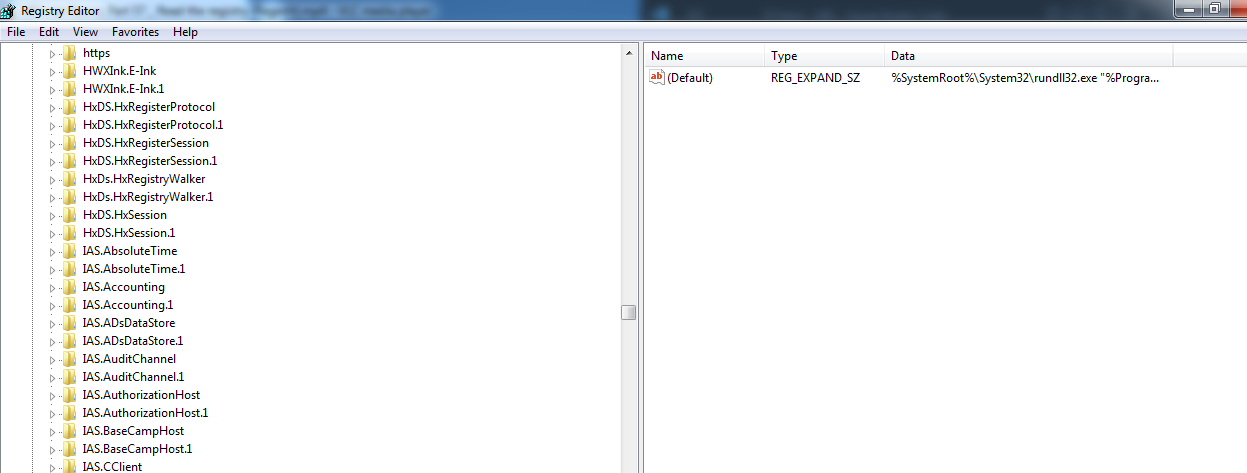 Registry Editor
File Edit View Favorites Help
https
HWXInk.E-Ink
HWXInk.E-Ink.1
HxDS.HxRegisterProtocol
HxDS.HxRegisterProtocol.1
HxDS.HxRegisterSession
HxDS.HxRegisterSession.1
HxDs.HxRegistryWalker
HxDs.HxRegistryWalker.1
HxDS.HxSession
HxDS.HxSession.1
IAS.AbsoluteTime
IAS.AbsoluteTime.1
IAS.Accounting
IAS.Accounting.1
IAS.ADsDataStore
IAS.ADsDataStore.1
IAS.AuditChannel
IAS.AuditChannel.1
IAS.AuthorizationHost
IAS.AuthorizationHost.1
IAS.BaseCampHost
IAS.BaseCampHost.1
IAS.CClient
Name Type Data
ab (Default) REG_EXPAND_SZ %SystemRoot%\System32\rundll32.exe "%Progra...